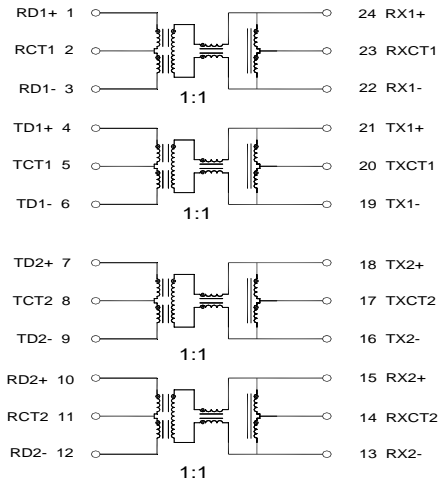 RD1+ 1 24 RX1+
RCT1 2 23 RXCT1
RD1- 3 22 RX1-
1:1
TD1+ 4 21 TX1+
TCT1 5 20 TXCT1
TD1- 6 19 TX1-
1:1
TD2+ 7 18 TX2+
TCT2 8 17 TXCT2
TD2- 9 16 TX2-
1:1
RD2+ 10 15 RX2+
RCT2 11 14 RXCT2
RD2- 12 13 RX2-
1:1